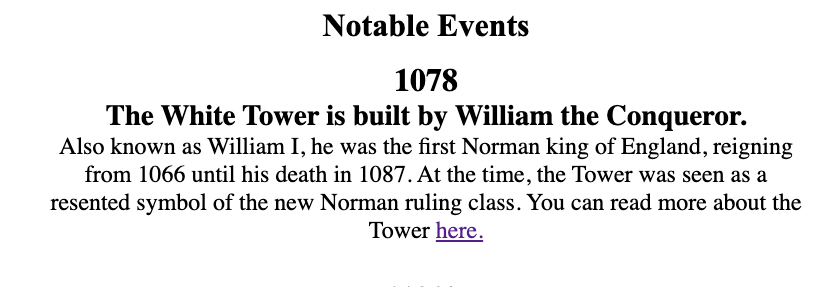 Notable Events
1078
The White Tower is built by William the Conqueror.
Also known as William I, he was the first Norman king of England, reigning
from 1066 until his death in 1087. At the time, the Tower was seen as a
resented symbol of the new Norman ruling class. You can read more about the
Tower here.